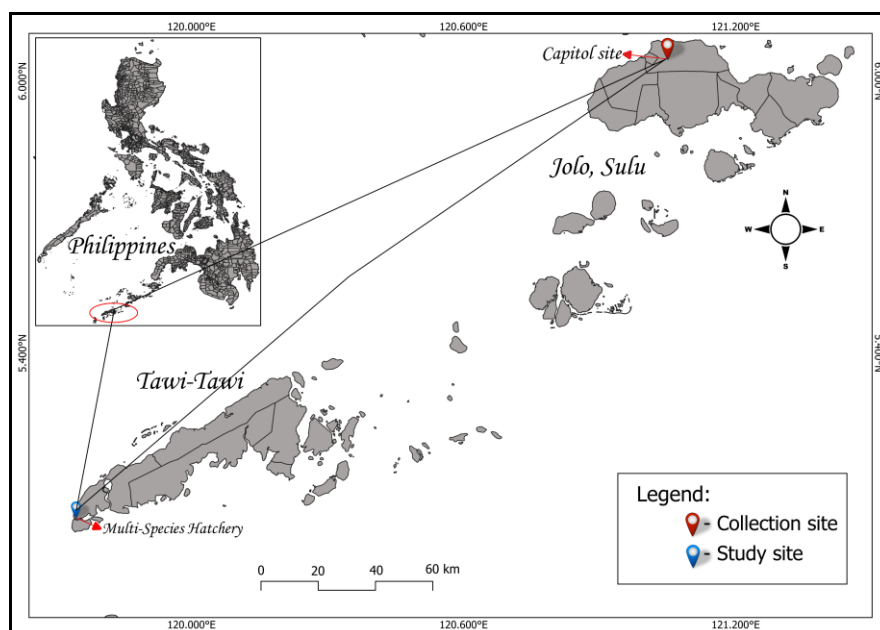 120.000°E
120.600°E
121.200°E
6.000°N
6.000°N
Capitol site
Jolo, Sulu
Philippines
N
W
E
S
5.400°N
5.400°N
Tawi-Tawi
Multi-Species Hatchery
0 20 40 60 km
Legend:
- Collection site
- Study site
120.000°E
120.600°E
121.200°E